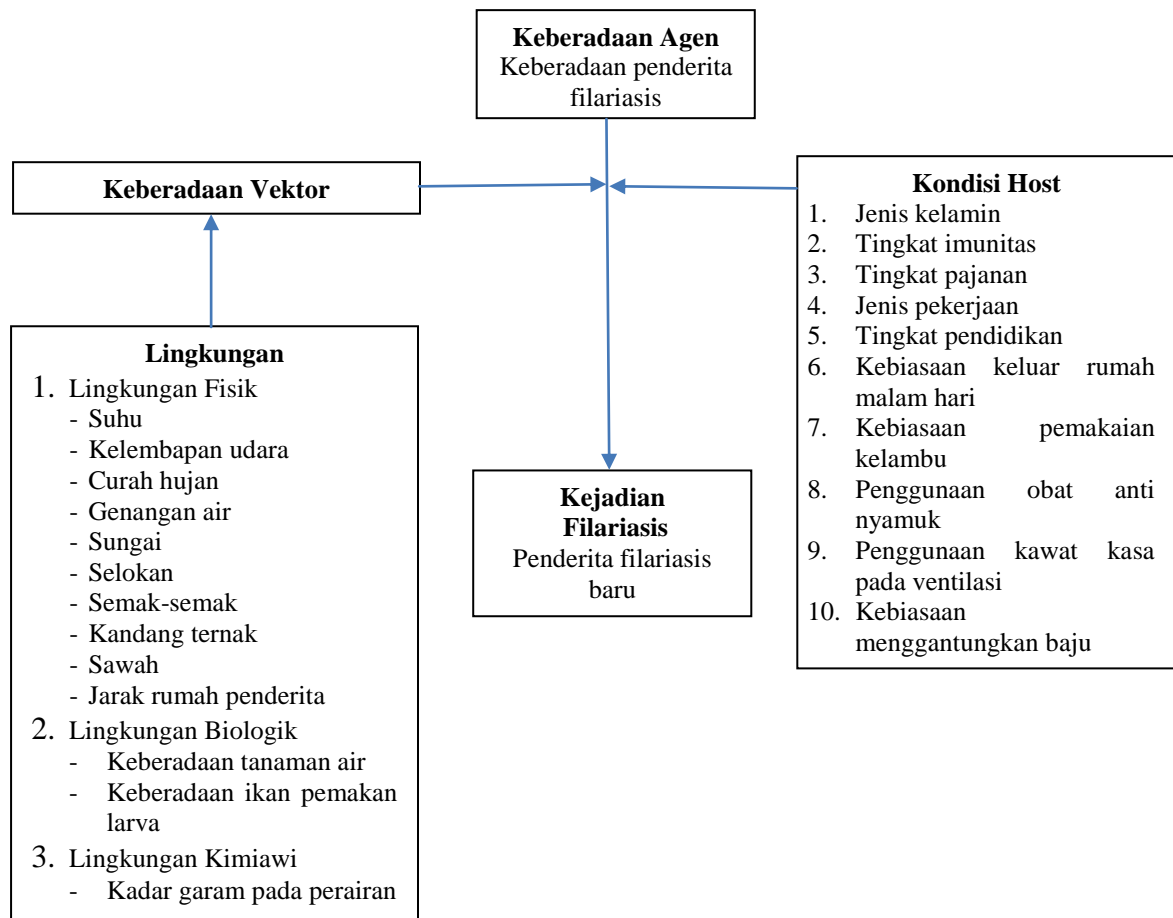 Keberadaan Agen
Keberadaan penderita
filariasis
Keberadaan Vektor
Kondisi Host
1. Jenis kelamin
2. Tingkat imunitas
3. Tingkat pajanan
4. Jenis pekerjaan
5. Tingkat pendidikan
6. Kebiasaan keluar rumah
malam hari
7. Kebiasaan pemakaian
kelambu
8. Penggunaan obat anti
nyamuk
9. Penggunaan kawat kasa
pada ventilasi
10. Kebiasaan
menggantungkan baju
Lingkungan
1. Lingkungan Fisik
- Suhu
- Kelembapan udara
- Curah hujan
- Genangan air
- Sungai
- Selokan
- Semak-semak
- Kandang ternak
- Sawah
- Jarak rumah penderita
2. Lingkungan Biologik
- Keberadaan tanaman air
- Keberadaan ikan pemakan
larva
3. Lingkungan Kimiawi
- Kadar garam pada perairan
Kejadian
Filariasis
Penderita filariasis
baru